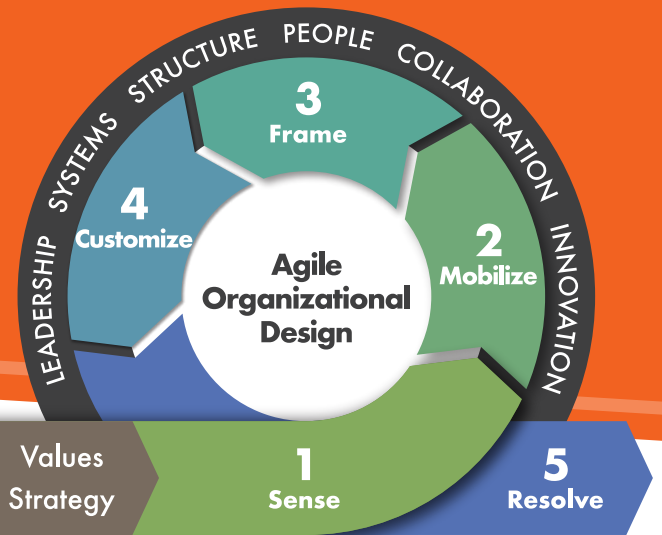 LEADERSHIP SYSTEMS STRUCTURE PEOPLE COLLABORATION INNOVATION
3
Frame
4
Customize
2
Mobilize
Agile
Organizational
Design
Values
Strategy
1
Sense
5
Resolve